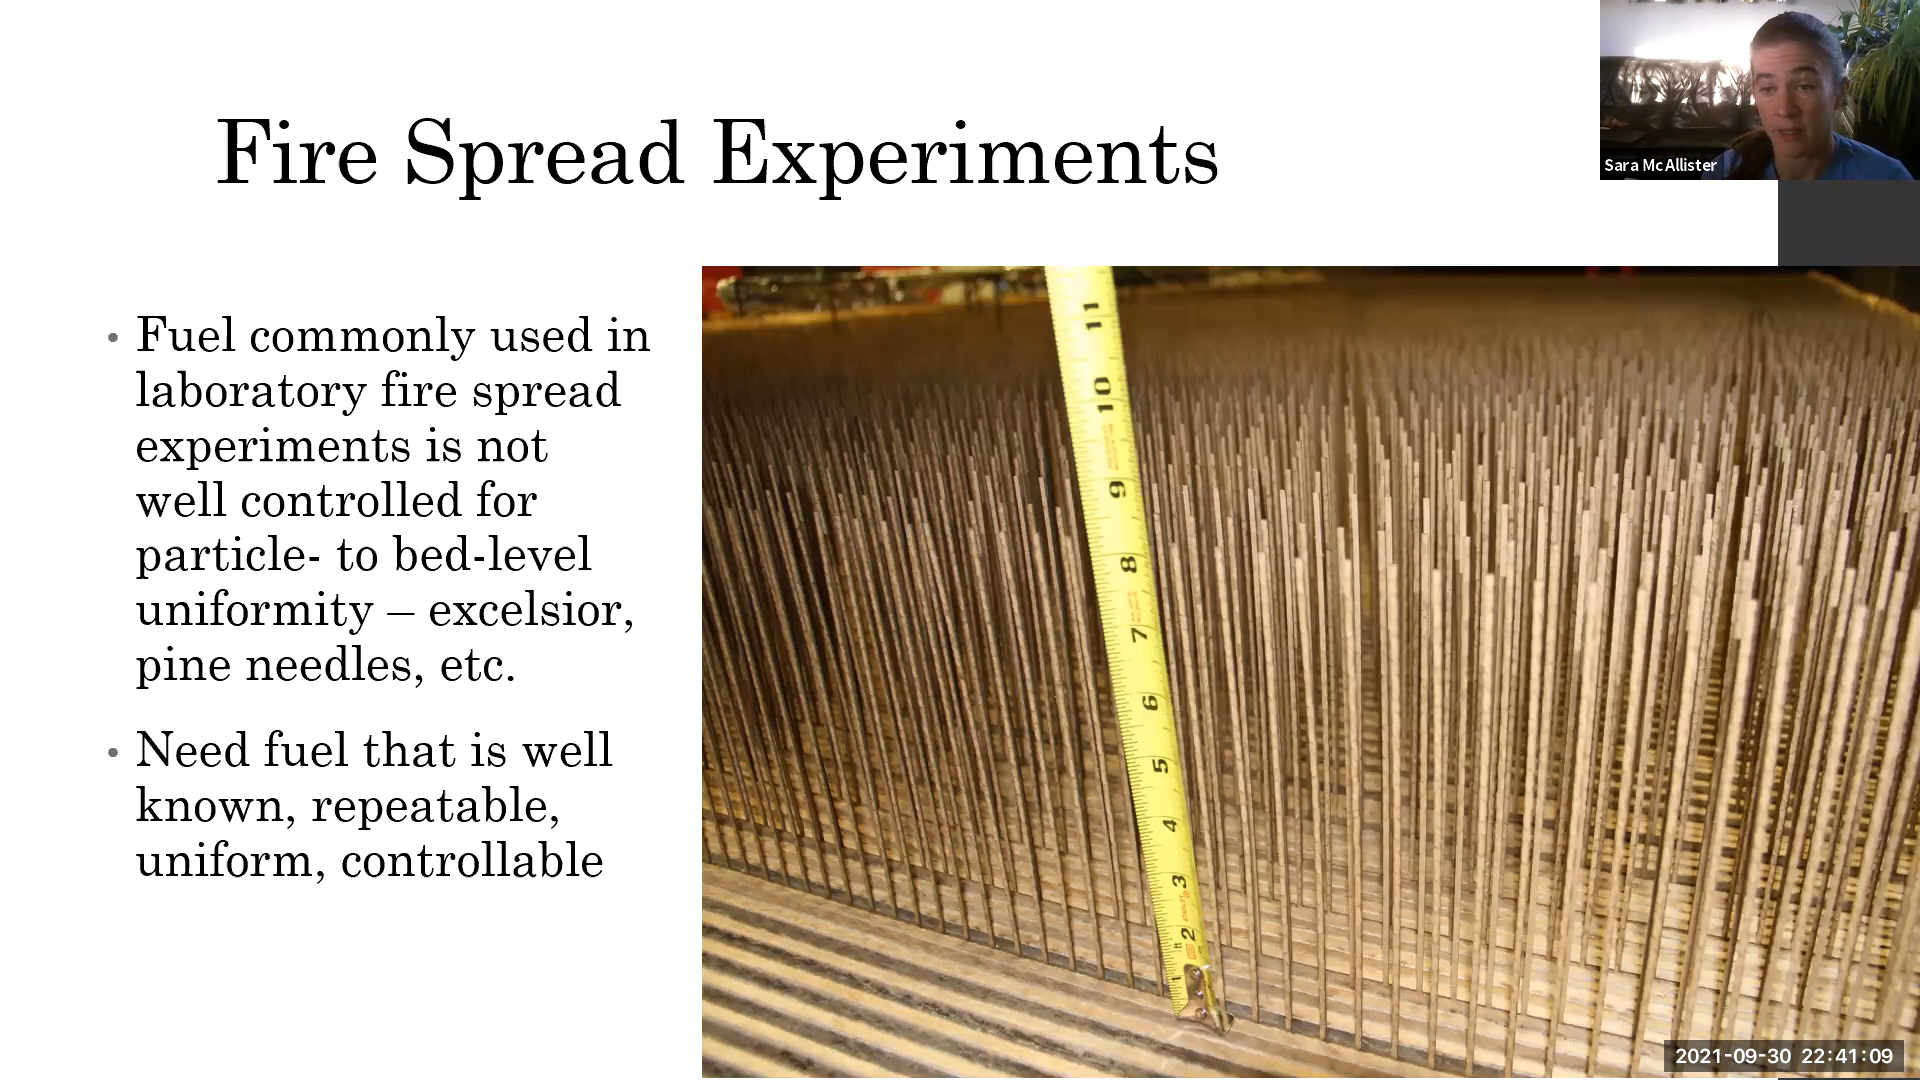 Fire Spread Experiments
Sara McAllister
• Fuel commonly used in
laboratory fire spread
experiments is not
well controlled for
particle- to bed-level
uniformity – excelsior,
pine needles, etc.
• Need fuel that is well
known, repeatable,
uniform, controllable
11
10
9
8
7
6
5
4
3
2
1
2021-09-30 22:41:09